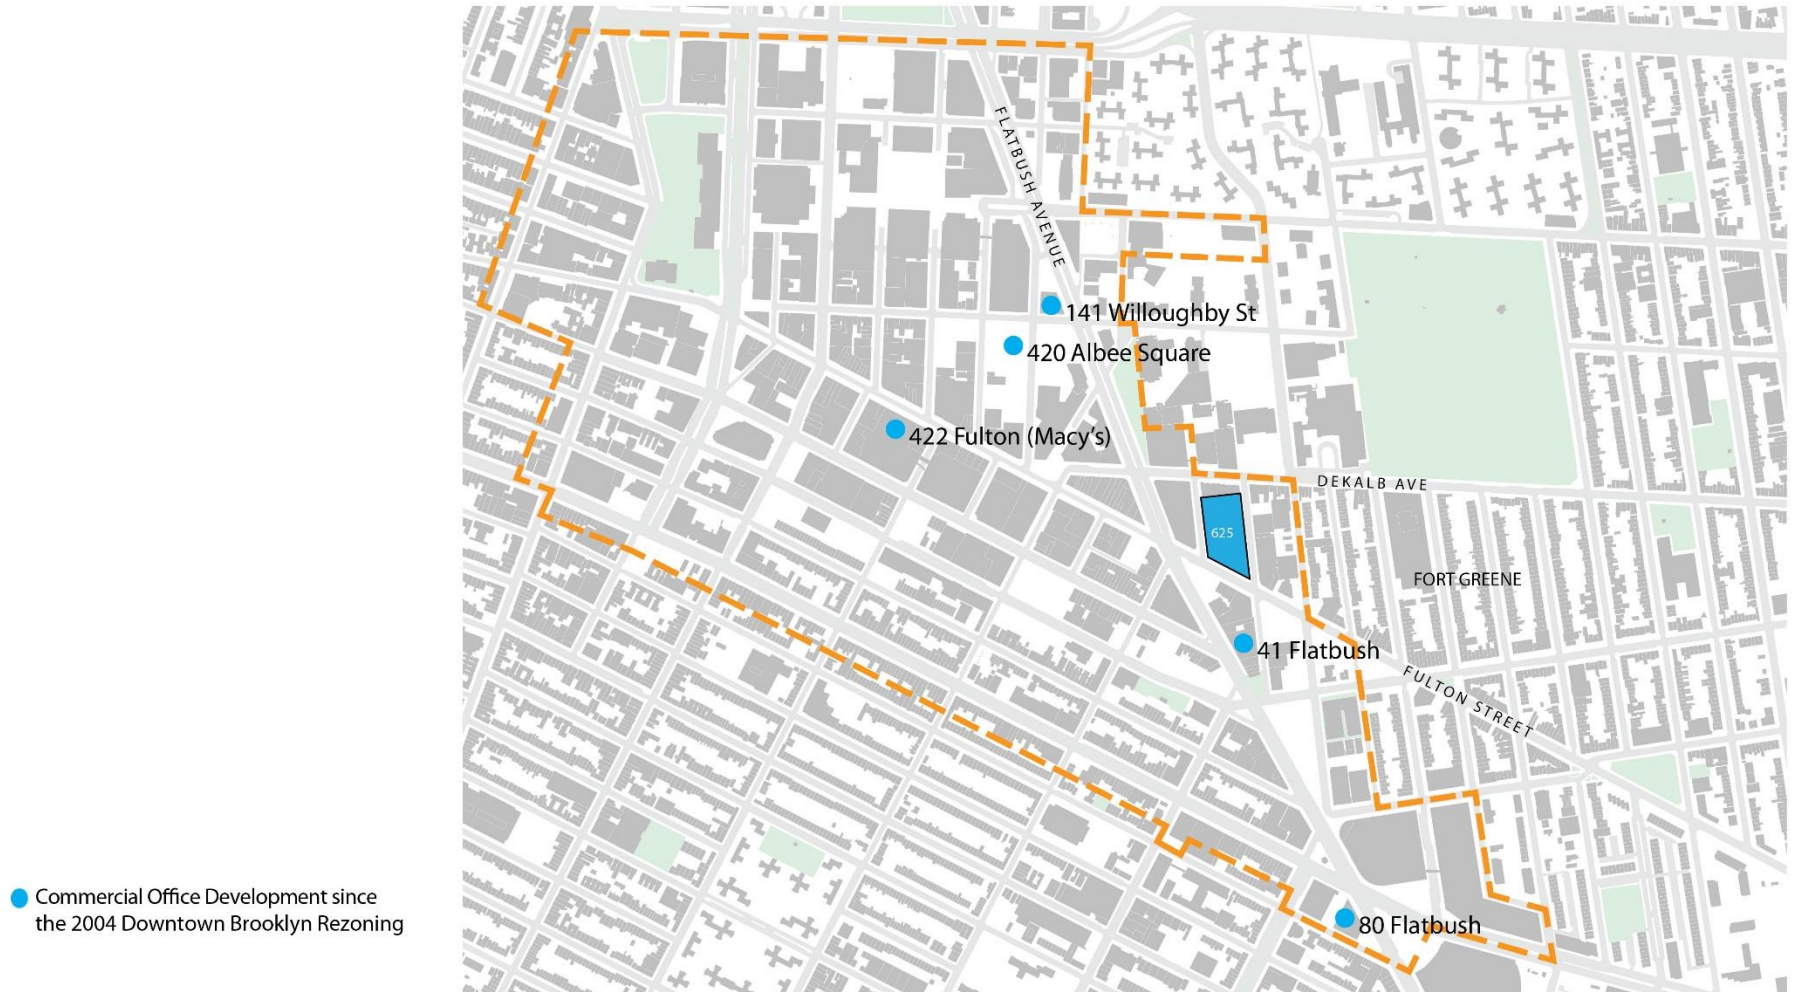 FLATBUSH AVENUE
141 Willoughby St
420 Albee Square
422 Fulton (Macy's)
DEKALB AVE
625
FORT GREENE
41 Flatbush
FULTON STREET
Commercial Office Development since
the 2004 Downtown Brooklyn Rezoning
80 Flatbush